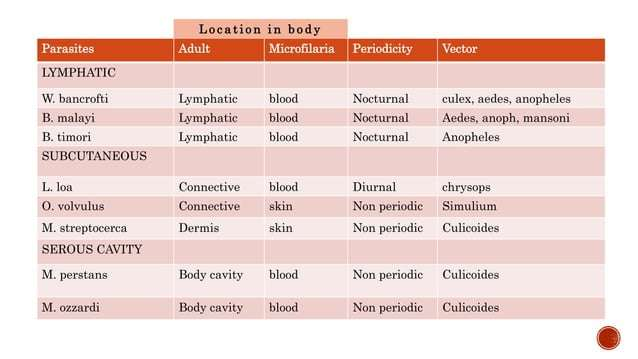 Location in body
Parasites Adult Microfilaria Periodicity Vector
LYMPHATIC
W. bancrofti Lymphatic blood Nocturnal culex, aedes, anopheles
B. malayi Lymphatic blood Nocturnal Aedes, anoph, mansoni
B. timori Lymphatic blood Nocturnal Anopheles
SUBCUTANEOUS
L. loa Connective blood Diurnal chrysops
O. volvulus Connective skin Non periodic Simulium
M. streptocerca Dermis skin Non periodic Culicoides
SEROUS CAVITY
M. perstans Body cavity blood Non periodic Culicoides
M. ozzardi Body cavity blood Non periodic Culicoides